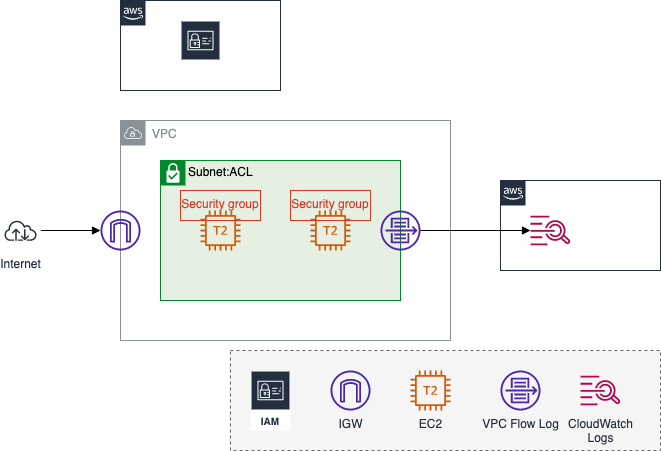 aws
VPC
Subnet:ACL
Security group
Security group
T2
T2
aws
Internet
T2
IAM
IGW
EC2
VPC Flow Log
CloudWatch
Logs